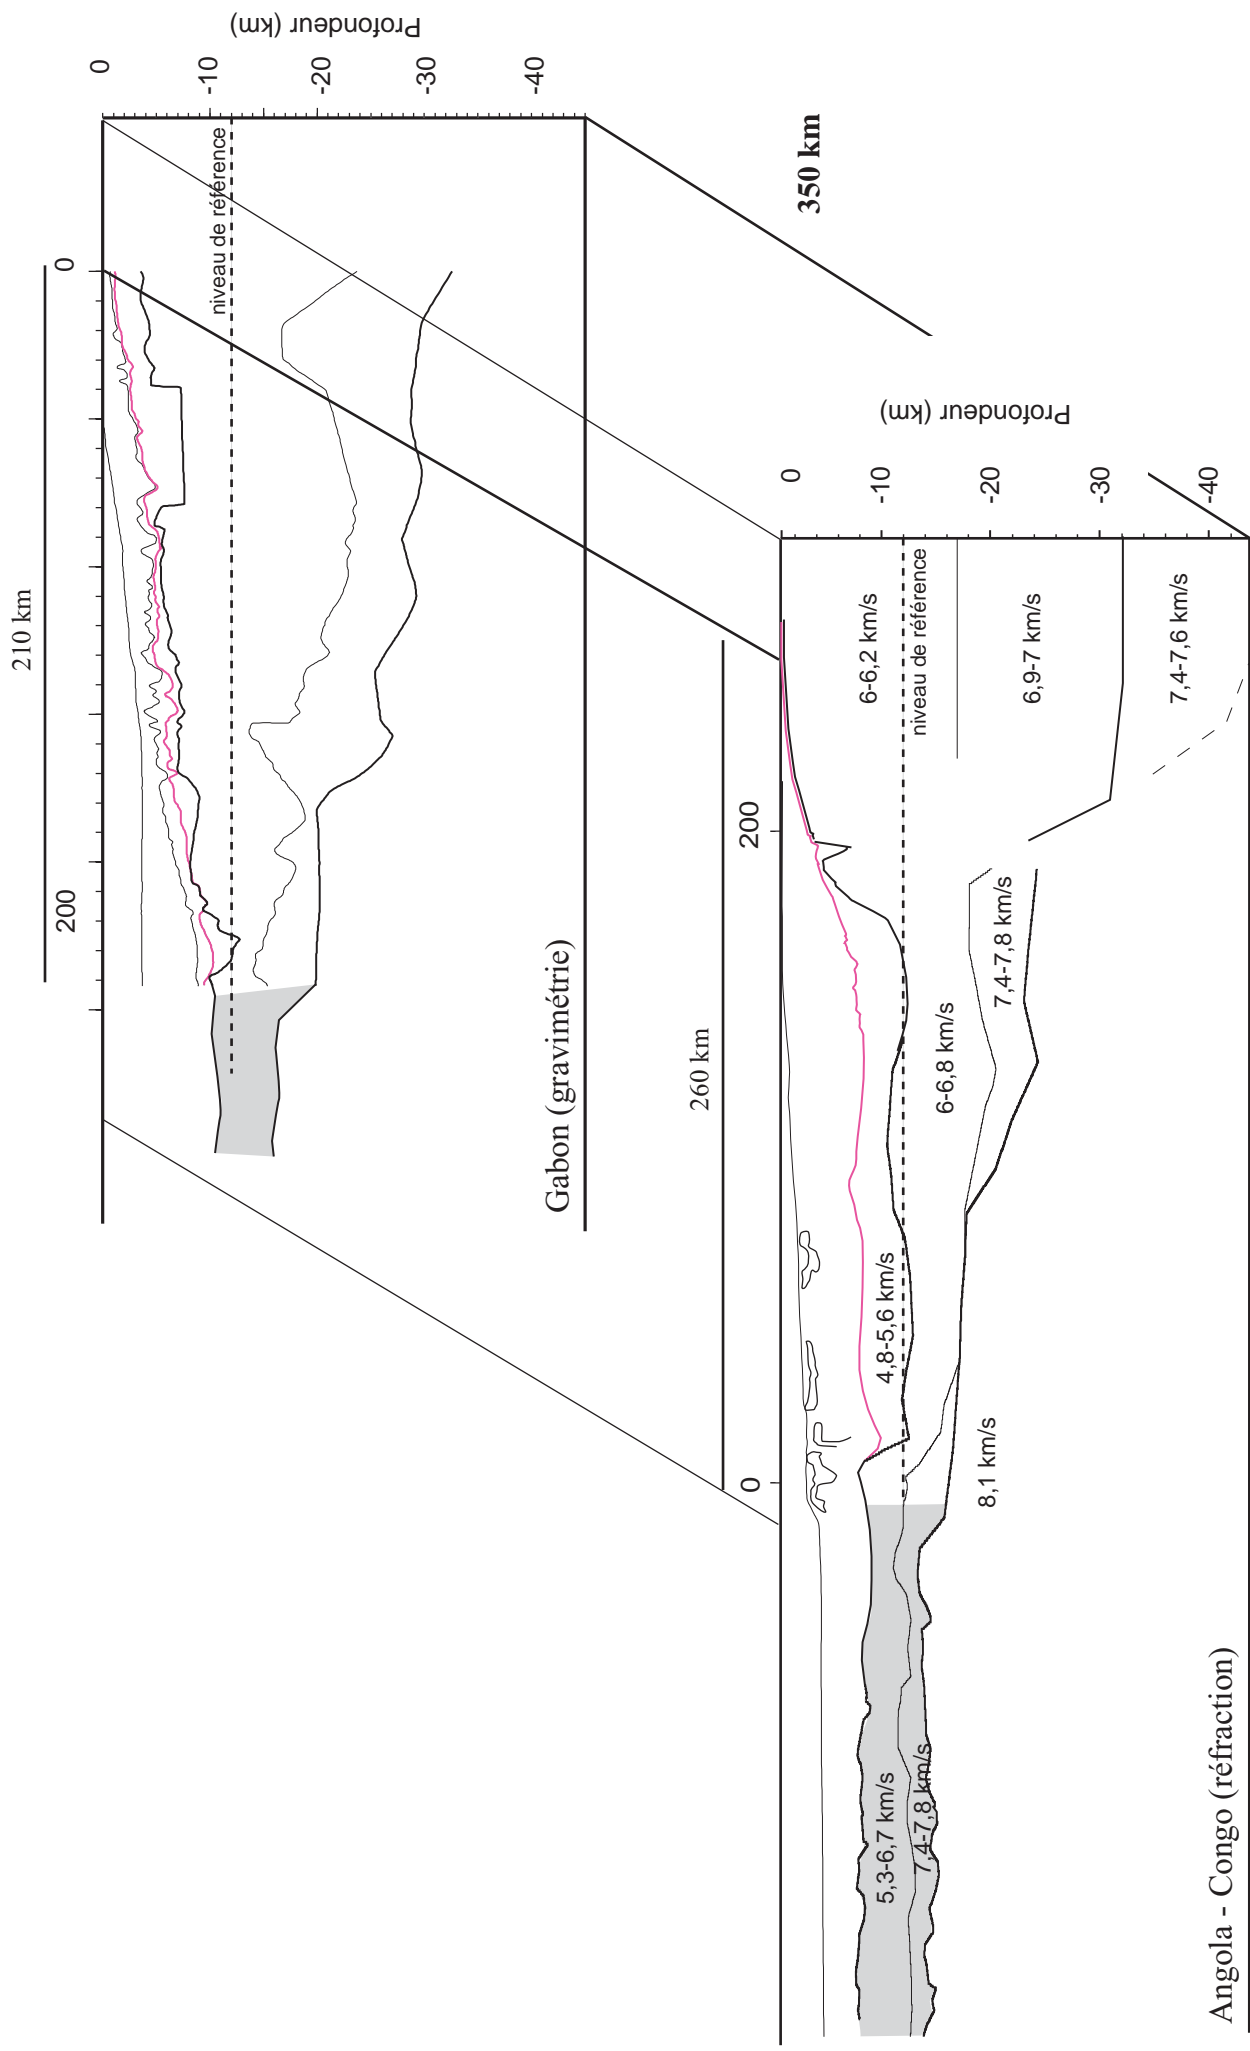 Profondeur (km)
0
-10
-20
-30
-40
niveau de référence
210 km
0
200
Gabon (gravimétrie)
350 km
Profondeur (km)
0
-10
-20
-30
-40
260 km
200
0
6-6,2 km/s
niveau de référence
6,9-7 km/s
7,4-7,6 km/s
7,4-7,8 km/s
6-6,8 km/s
4,8-5,6 km/s
8,1 km/s
5,3-6,7 km/s
7,4-7,8 km/s
Angola - Congo (réfraction)